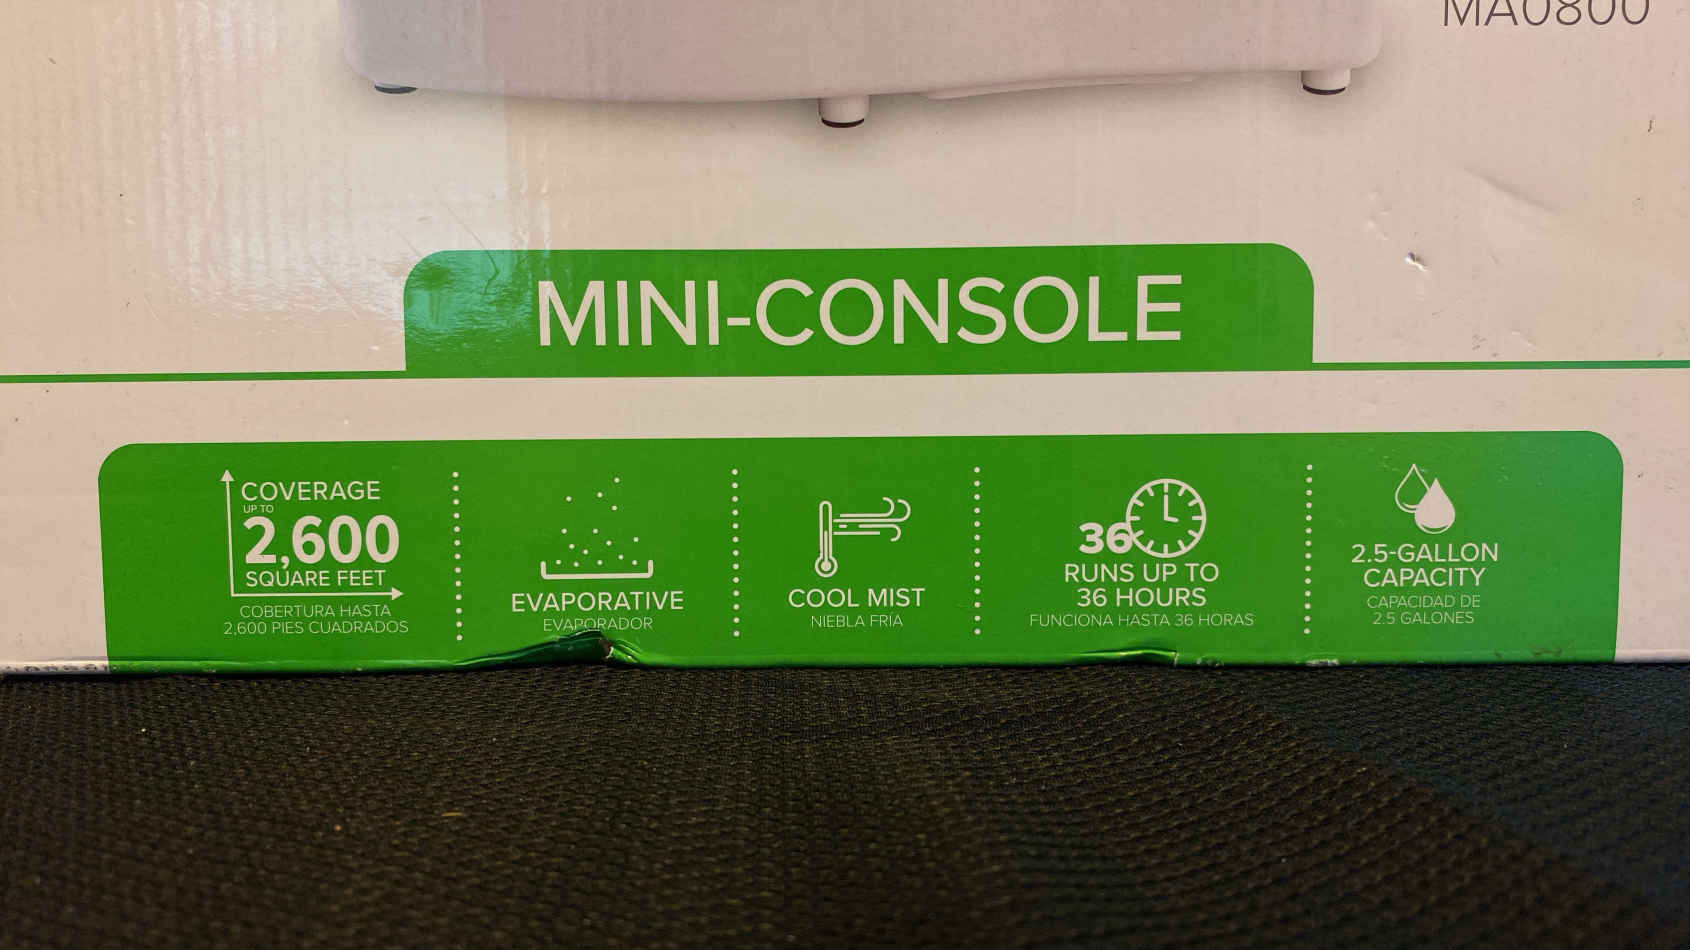 MA0800
MINI-CONSOLE
COVERAGE
UP TO
2,600
SQUARE FEET
COBERTURA HASTA
2,600 PIES CUADRADOS
EVAPORATIVE
EVAPORADOR
COOL MIST
NIEBLA FRÍA
36
RUNS UP TO
36 HOURS
FUNCIONA HASTA 36 HORAS
2.5-GALLON
CAPACITY
CAPACIDAD DE
2.5 GALONES